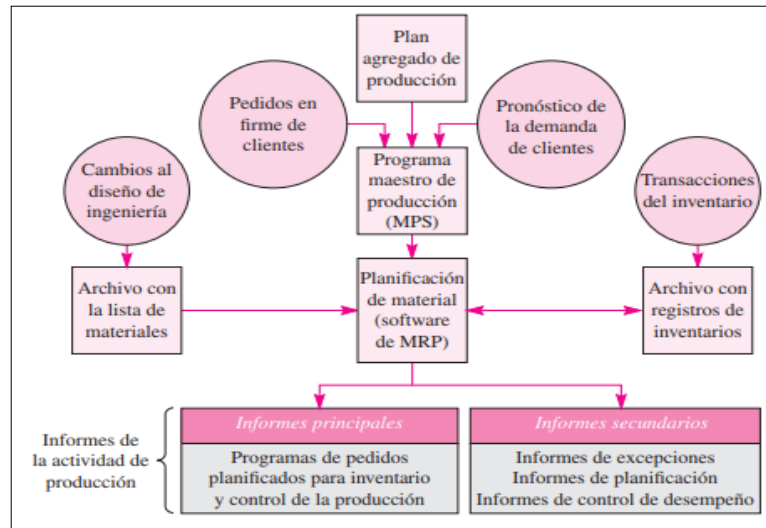 Plan
agregado de
producción
Pedidos en
firme de
clientes
Pronóstico de
la demanda
de clientes
Cambios al
diseño de
ingeniería
Programa
maestro de
producción
(MPS)
Transacciones
del inventario
Archivo con
la lista de
materiales
Planificación
de material
(software
de MRP)
Archivo con
registros de
inventarios
Informes de
la actividad de
producción
Informes principales
Programas de pedidos
planificados para inventario
y control de la producción
Informes secundarios
Informes de excepciones
Informes de planificación
Informes de control de desempeño